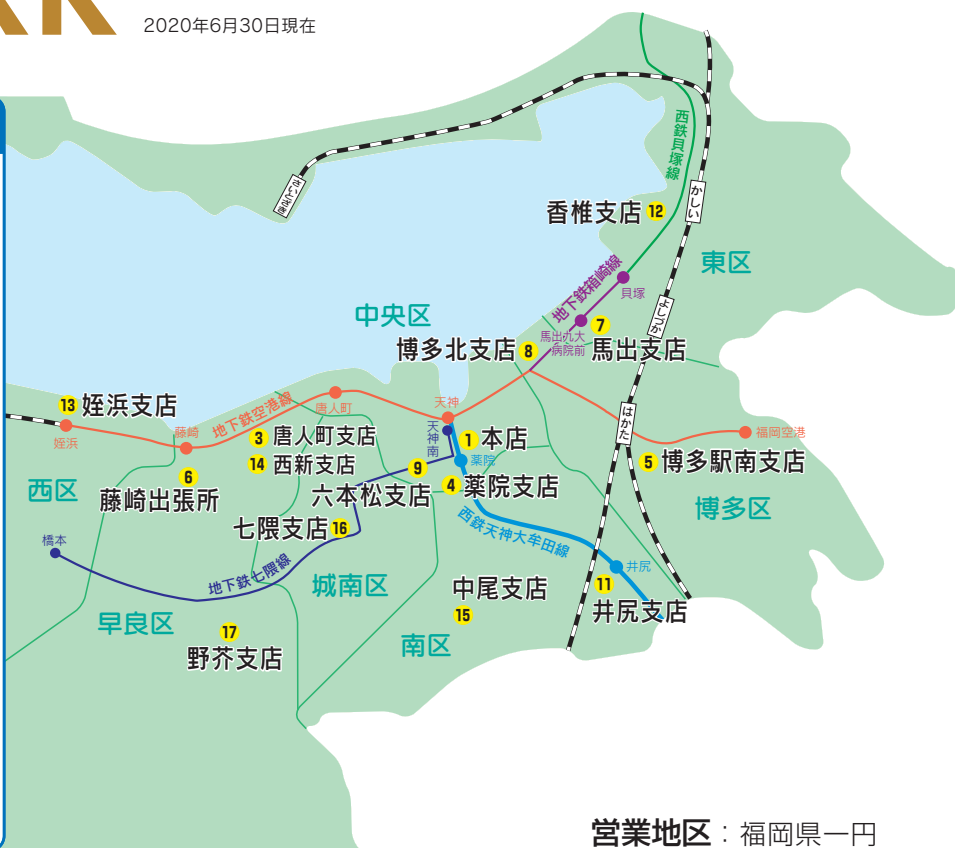 2020年6月30日現在
さいとざき
西鉄貝塚線
かしい
香椎支店 12
東区
地下鉄箱崎線
貝塚
中央区
よしづか
馬出九大
病院前
7
馬出支店
博多北支店 8
13 姪浜支店
姪浜
地下鉄空港線
唐人町
藤崎
天神
天神南
はかた
福岡空港
3 唐人町支店
1 本店
14 西新支店
薬院
5 博多駅南支店
6
藤崎出張所
9
六本松支店
4 薬院支店
西区
博多区
七隈支店 16
西鉄天神大牟田線
橋本
地下鉄七隈線
井尻
城南区
中尾支店
15
11
井尻支店
早良区
17
野芥支店
南区
営業地区：福岡県一円